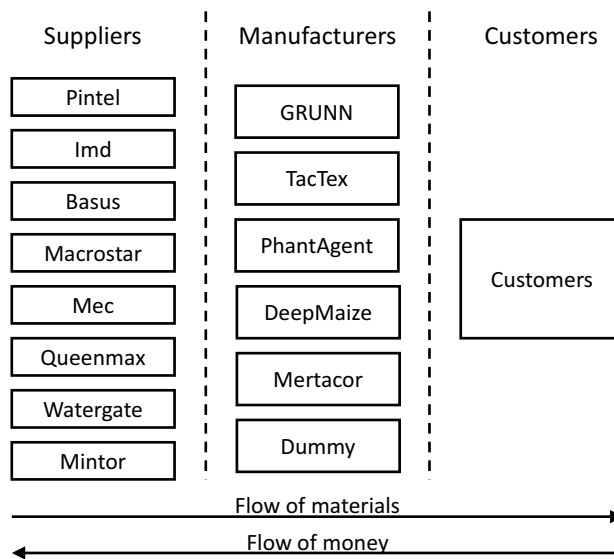 Suppliers
Manufacturers
Customers
Pintel
Imd
Basus
Macrostar
Mec
Queenmax
Watergate
Mintor
GRUNN
TacTex
PhantAgent
DeepMaize
Mertacor
Dummy
Customers
Flow of materials
Flow of money